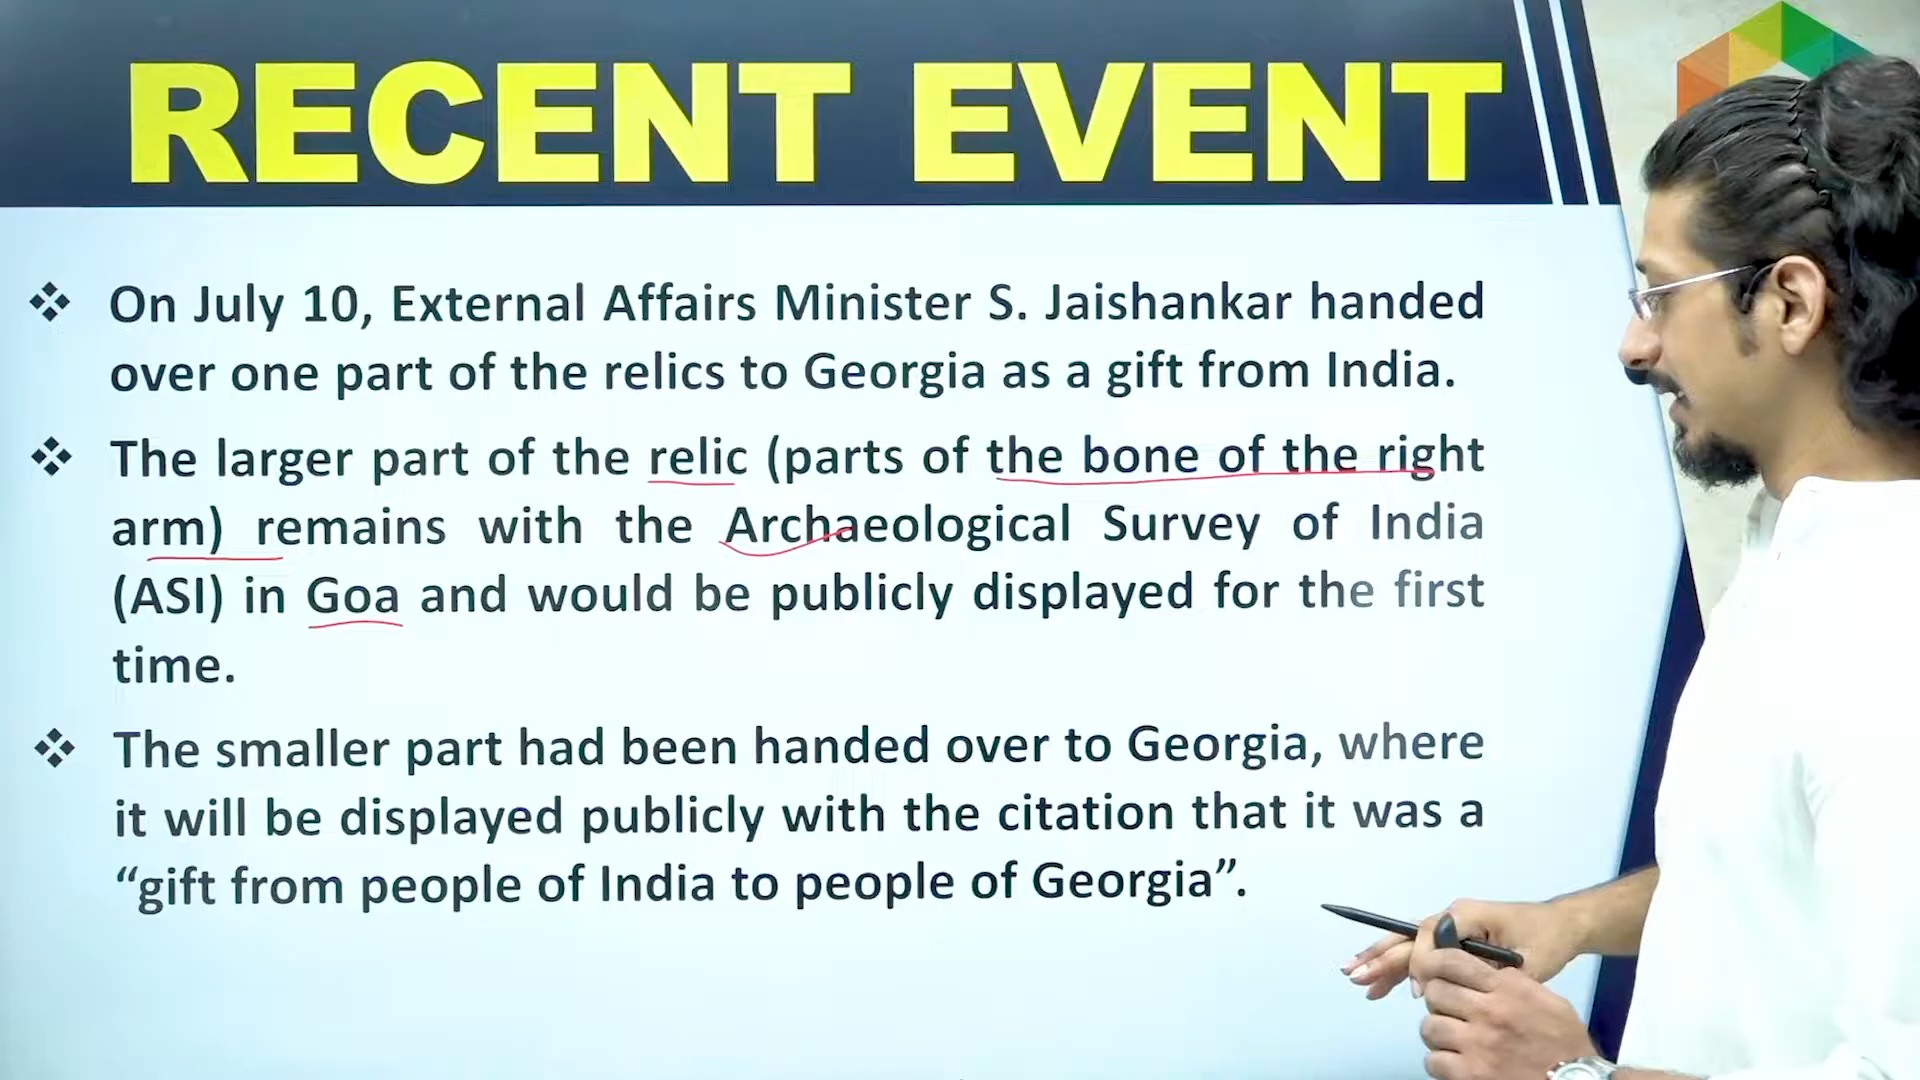 RECENT EVENT
❖ On July 10, External Affairs Minister S. Jaishankar handed
over one part of the relics to Georgia as a gift from India.
❖ The larger part of the relic (parts of the bone of the right
arm) remains with the Archaeological Survey of India
(ASI) in Goa and would be publicly displayed for the first
time.
❖ The smaller part had been handed over to Georgia, where
it will be displayed publicly with the citation that it was a
“gift from people of India to people of Georgia”.